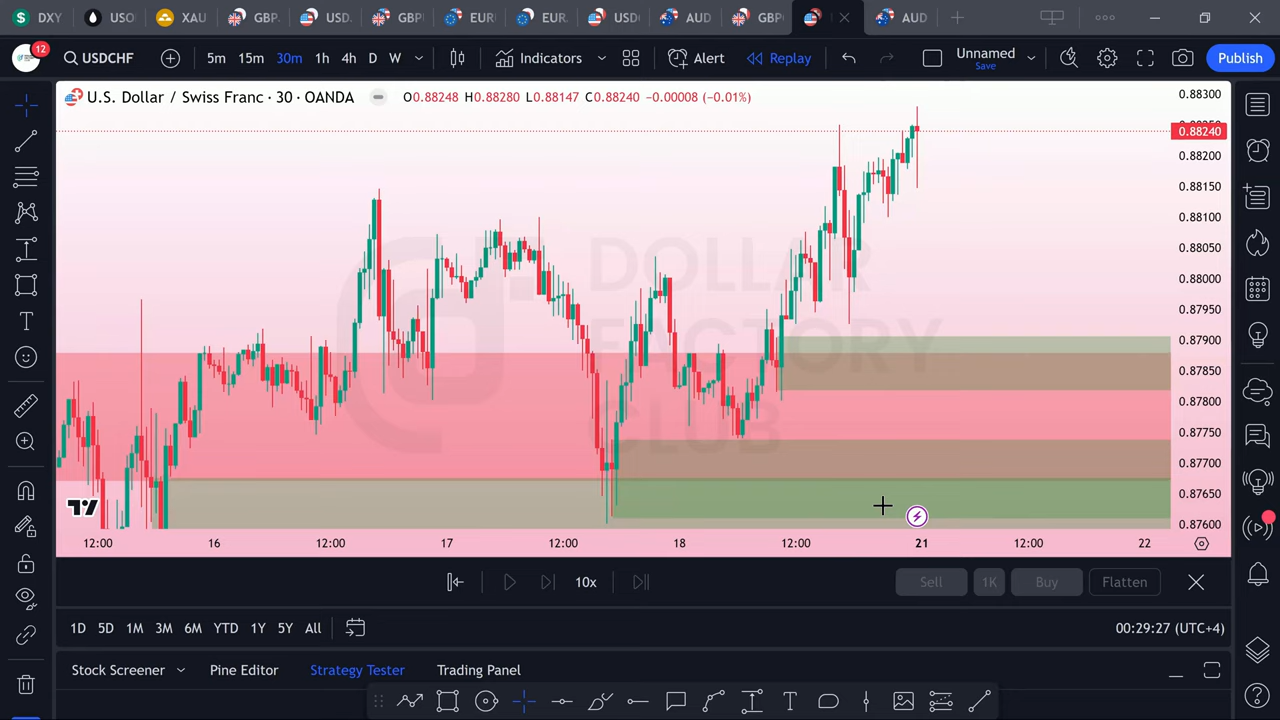 DXY
USO
XAU
GBP.
USD.
GBP
EUR
EUR.
USD
AUD
GBP
AUD
12
USDCHF
5m 15m 30m 1h 4h D W
Indicators
Alert
Replay
Unnamed
Save
Publish
U.S. Dollar / Swiss Franc · 30 · OANDA
O0.88248 H0.88280 L0.88147 C0.88240 −0.00008 (−0.01%)
0.88300
0.88240
0.88200
0.88150
0.88100
0.88050
0.88000
0.87950
0.87900
0.87850
0.87800
0.87750
0.87700
0.87650
0.87600
DOLLAR
FACTORY
CLUB
12:00 16 12:00 17 12:00 18 12:00 21 12:00 22
10x
Sell 1K Buy Flatten
1D 5D 1M 3M 6M YTD 1Y 5Y All
00:29:27 (UTC+4)
Stock Screener Pine Editor Strategy Tester Trading Panel